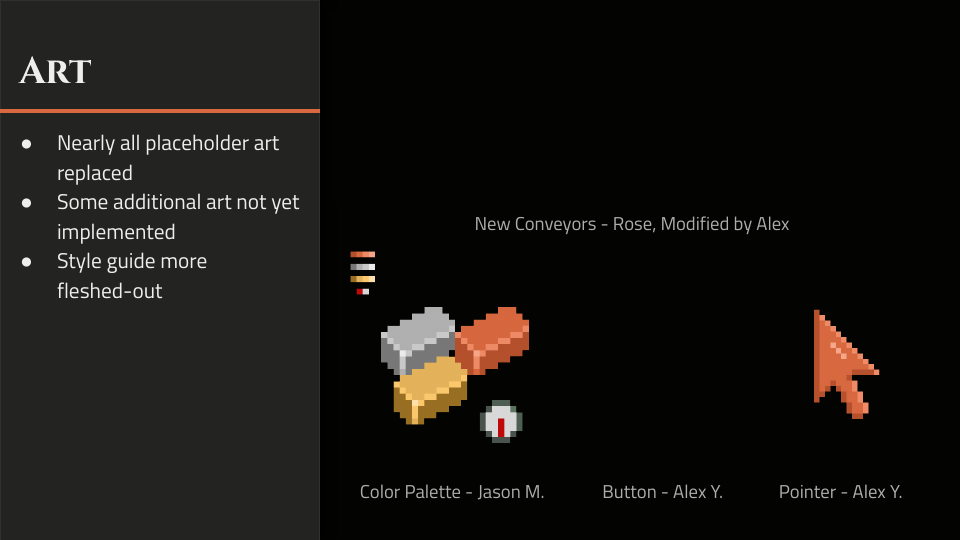 ART
● Nearly all placeholder art
replaced
● Some additional art not yet
implemented
● Style guide more
fleshed-out
New Conveyors - Rose, Modified by Alex
Color Palette - Jason M.
Button - Alex Y.
Pointer - Alex Y.